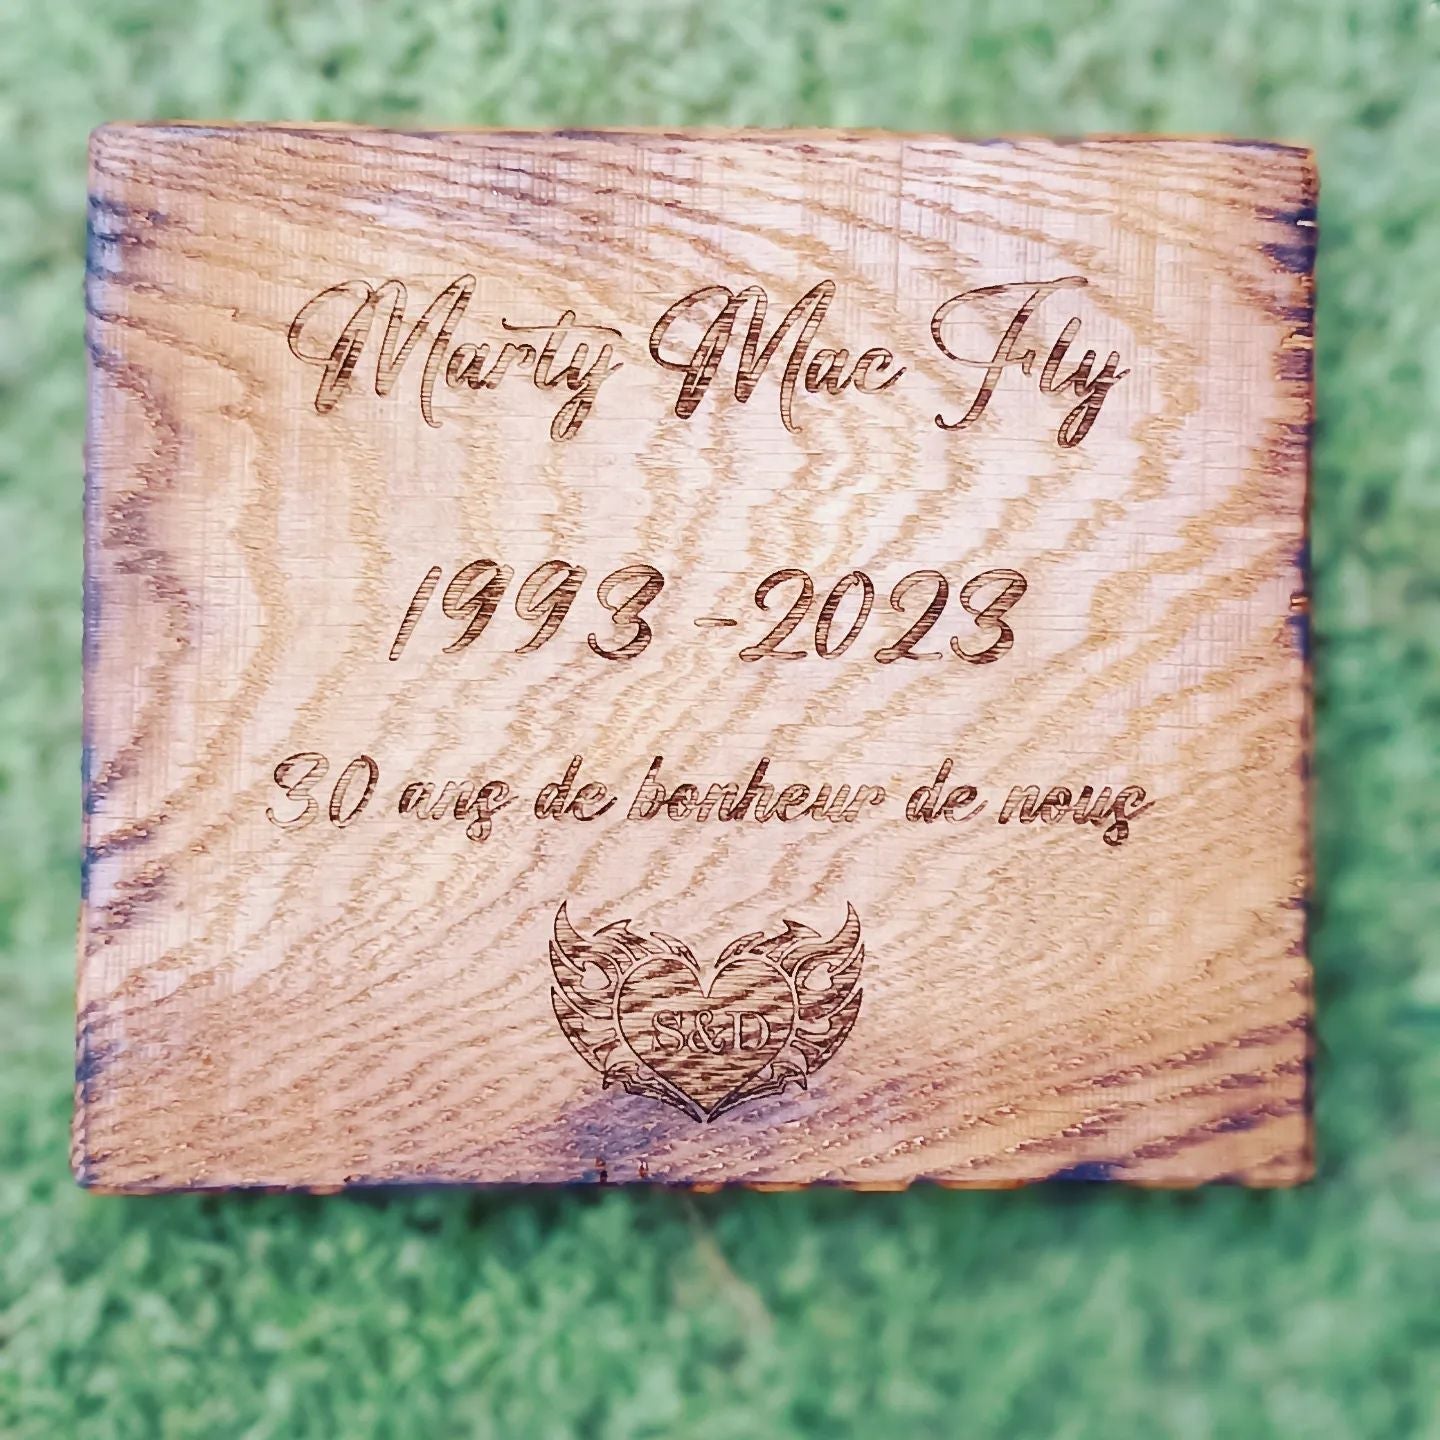 Marty Mac Fly
1993 -2023
30 ans de bonheur de nous
S&D